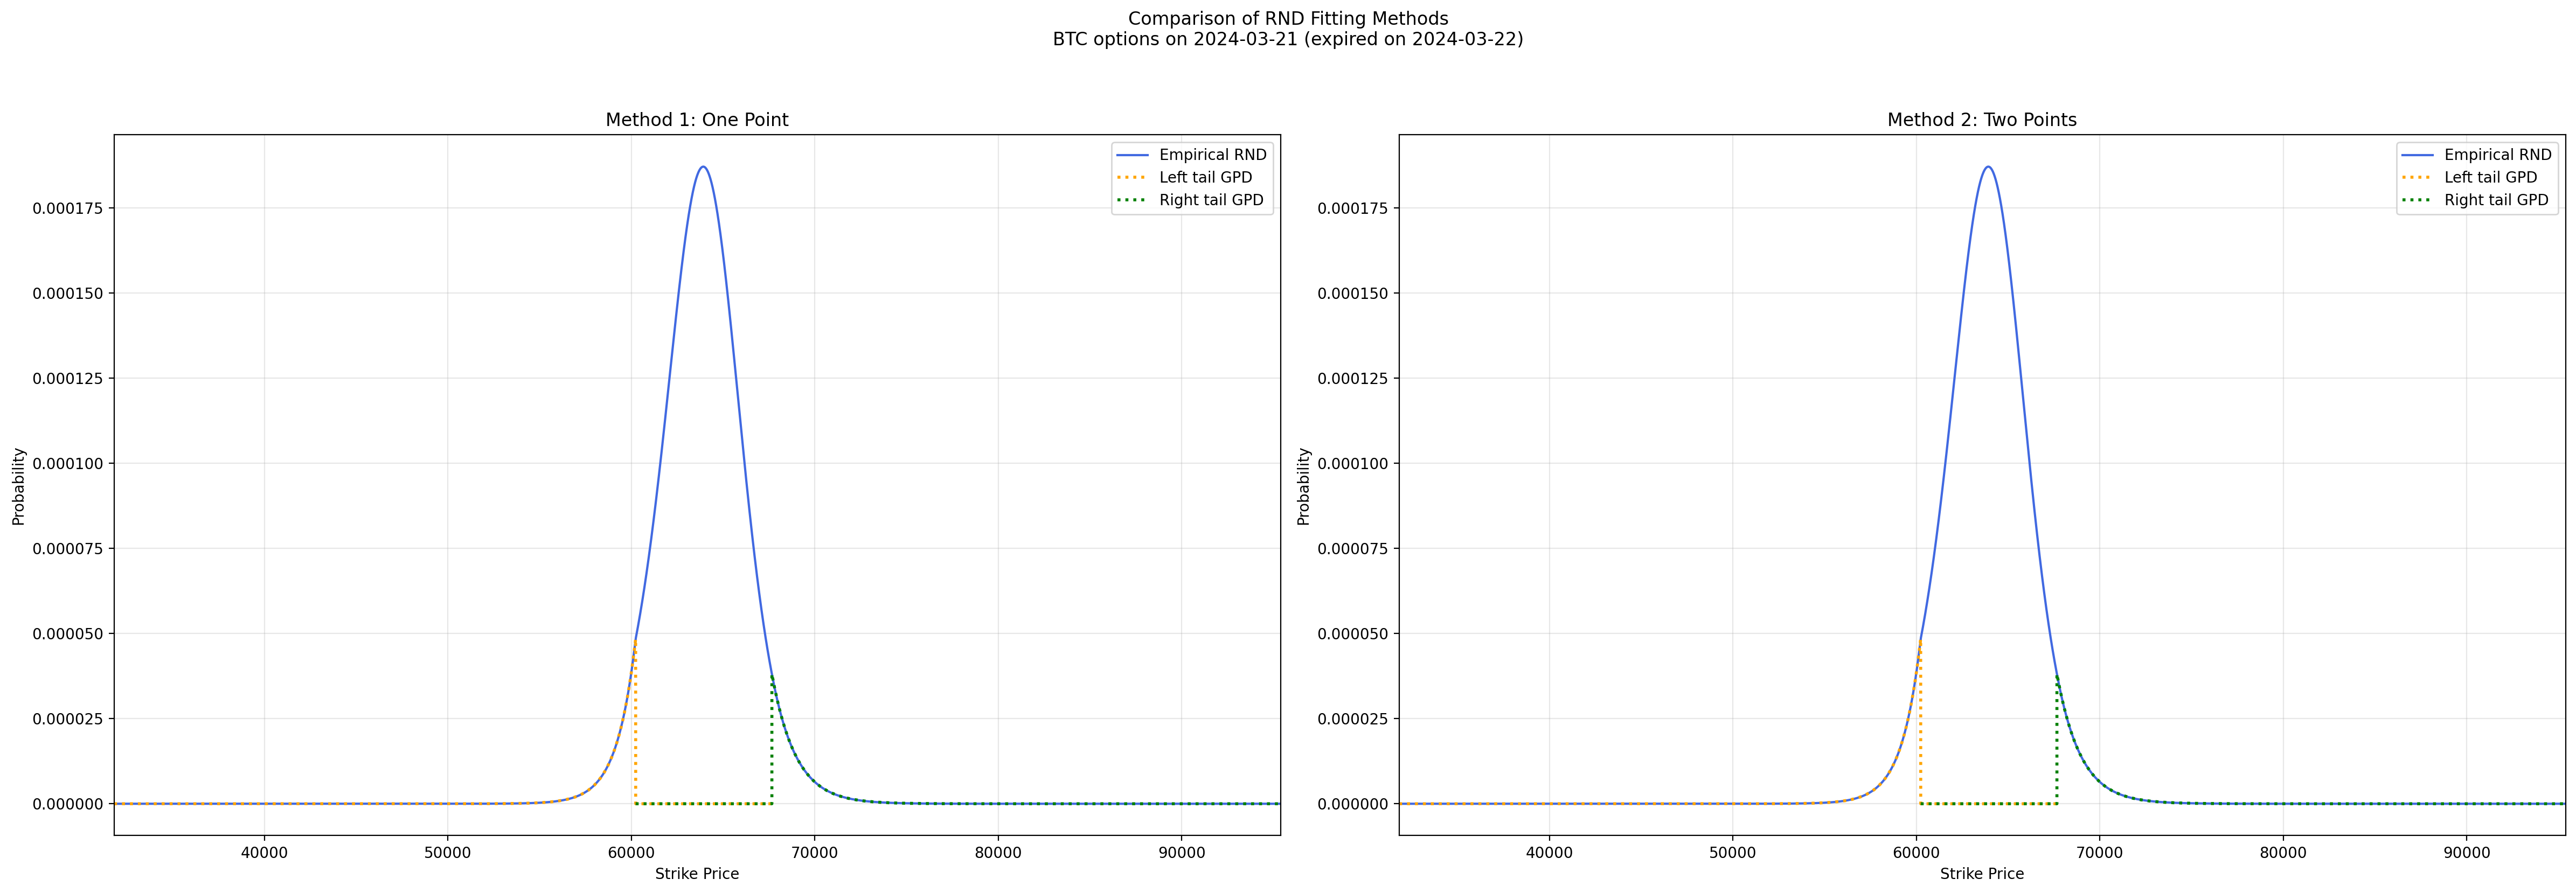 Comparison of RND Fitting Methods
BTC options on 2024-03-21 (expired on 2024-03-22)
Method 1: One Point
Empirical RND
Left tail GPD
Right tail GPD
0.000175
0.000150
0.000125
0.000100
0.000075
0.000050
0.000025
0.000000
Probability
40000
50000
60000
70000
80000
90000
Strike Price
Method 2: Two Points
Empirical RND
Left tail GPD
Right tail GPD
0.000175
0.000150
0.000125
0.000100
0.000075
0.000050
0.000025
0.000000
Probability
40000
50000
60000
70000
80000
90000
Strike Price